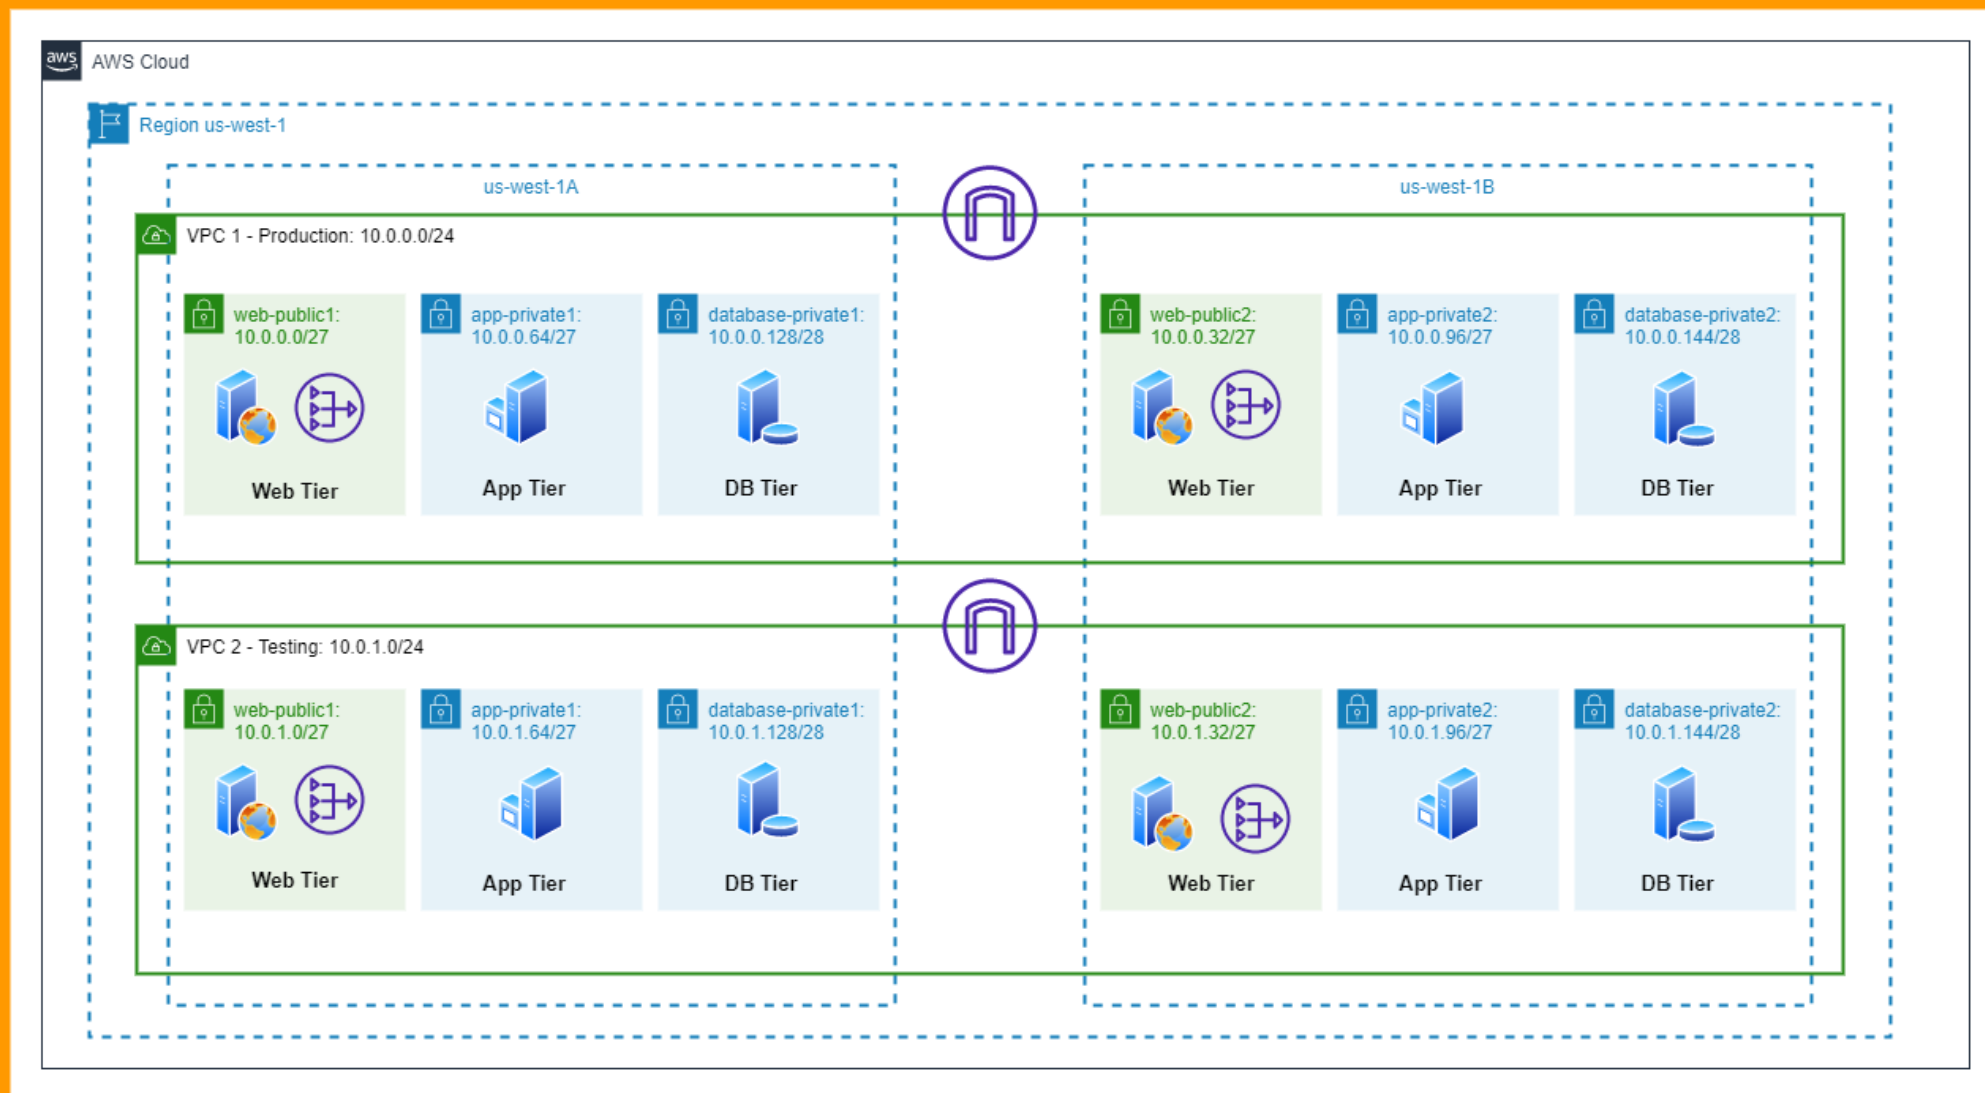 aws
AWS Cloud
Region us-west-1
us-west-1A
us-west-1B
VPC 1 - Production: 10.0.0.0/24
web-public1:
10.0.0.0/27
Web Tier
app-private1:
10.0.0.64/27
App Tier
database-private1:
10.0.0.128/28
DB Tier
web-public2:
10.0.0.32/27
Web Tier
app-private2:
10.0.0.96/27
App Tier
database-private2:
10.0.0.144/28
DB Tier
VPC 2 - Testing: 10.0.1.0/24
web-public1:
10.0.1.0/27
Web Tier
app-private1:
10.0.1.64/27
App Tier
database-private1:
10.0.1.128/28
DB Tier
web-public2:
10.0.1.32/27
Web Tier
app-private2:
10.0.1.96/27
App Tier
database-private2:
10.0.1.144/28
DB Tier